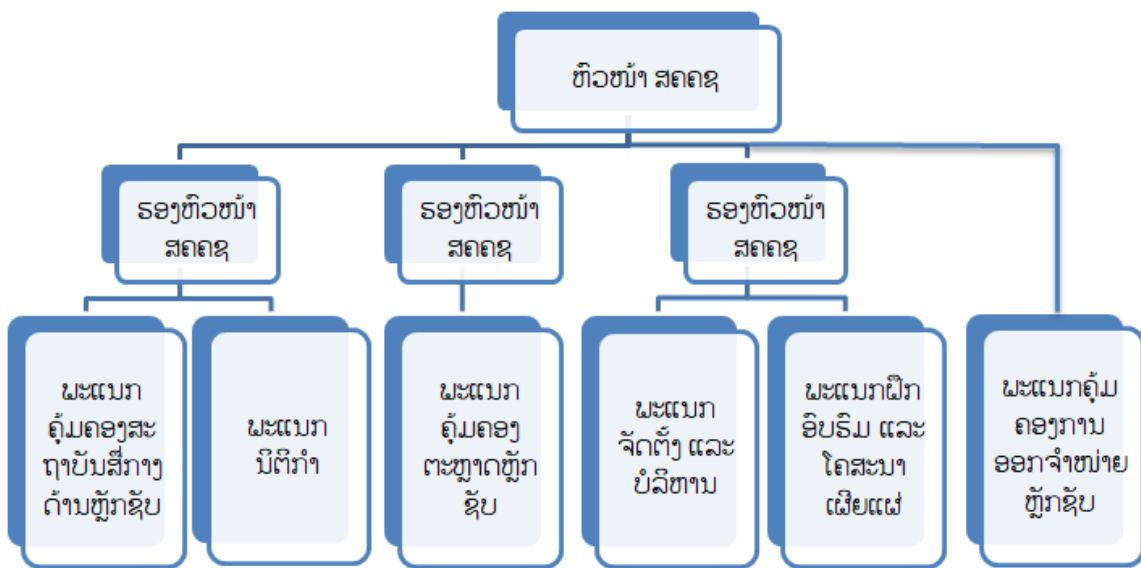 ຫົວໜ້າ ສຄຄຊ
ຮອງຫົວໜ້າ
ສຄຄຊ
ຮອງຫົວໜ້າ
ສຄຄຊ
ຮອງຫົວໜ້າ
ສຄຄຊ
ພະແນກ
ຄຸ້ມຄອງສະ
ຖາບັນສື່ກາງ
ດ້ານຫຼັກຊັບ
ພະແນກ
ນິຕິກຳ
ພະແນກ
ຄຸ້ມຄອງ
ຕະຫຼາດຫຼັກ
ຊັບ
ພະແນກ
ຈັດຕັ້ງ ແລະ
ບໍລິຫານ
ພະແນກຝຶກ
ອົບຮົມ ແລະ
ໂຄສະນາ
ເຜີຍແຜ່
ພະແນກຄຸ້ມ
ຄອງການ
ອອກຈຳໜ່າຍ
ຫຼັກຊັບ